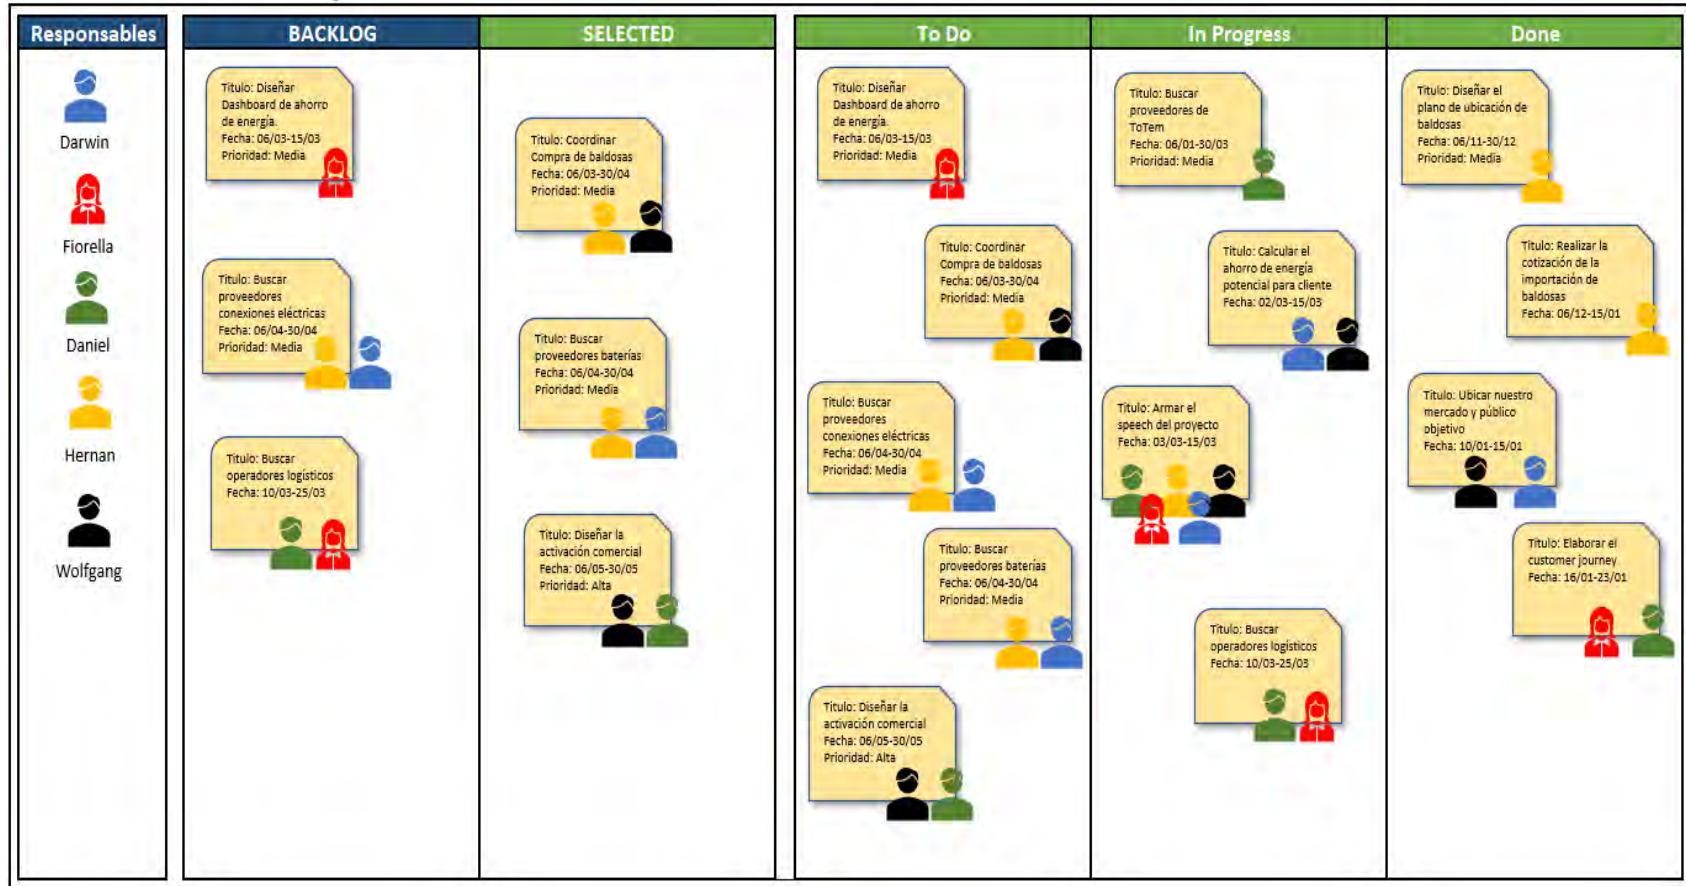 Responsables
Darwin
Fiorella
Daniel
Hernan
Wolfgang
BACKLOG
Titulo: Diseñar
Dashboard de ahorro
de energía.
Fecha: 06/03-15/03
Prioridad: Media
Titulo: Buscar
proveedores
conexiones eléctricas
Fecha: 06/04-30/04
Prioridad: Media
Titulo: Buscar
operadores logísticos
Fecha: 10/03-25/03
SELECTED
Titulo: Coordinar
Compra de baldosas
Fecha: 06/03-30/04
Prioridad: Media
Titulo: Buscar
proveedores baterías
Fecha: 06/04-30/04
Prioridad: Media
Titulo: Diseñar la
activación comercial
Fecha: 06/05-30/05
Prioridad: Alta
To Do
Titulo: Diseñar
Dashboard de ahorro
de energía.
Fecha: 06/03-15/03
Prioridad: Media
Titulo: Coordinar
Compra de baldosas
Fecha: 06/03-30/04
Prioridad: Media
Titulo: Buscar
proveedores
conexiones eléctricas
Fecha: 06/04-30/04
Prioridad: Media
Titulo: Buscar
proveedores baterías
Fecha: 06/04-30/04
Prioridad: Media
Titulo: Diseñar la
activación comercial
Fecha: 06/05-30/05
Prioridad: Alta
In Progress
Titulo: Buscar
proveedores de
ToTem
Fecha: 06/01-30/03
Prioridad: Media
Titulo: Calcular el
ahorro de energía
potencial para cliente
Fecha: 02/03-15/03
Titulo: Armar el
speech del proyecto
Fecha: 03/03-15/03
Titulo: Buscar
operadores logísticos
Fecha: 10/03-25/03
Done
Titulo: Diseñar el
plano de ubicación de
baldosas
Fecha: 06/11-30/12
Prioridad: Media
Titulo: Realizar la
cotización de la
importación de
baldosas
Fecha: 06/12-15/01
Titulo: Ubicar nuestro
mercado y público
objetivo
Fecha: 10/01-15/01
Titulo: Elaborar el
customer journey
Fecha: 16/01-23/01